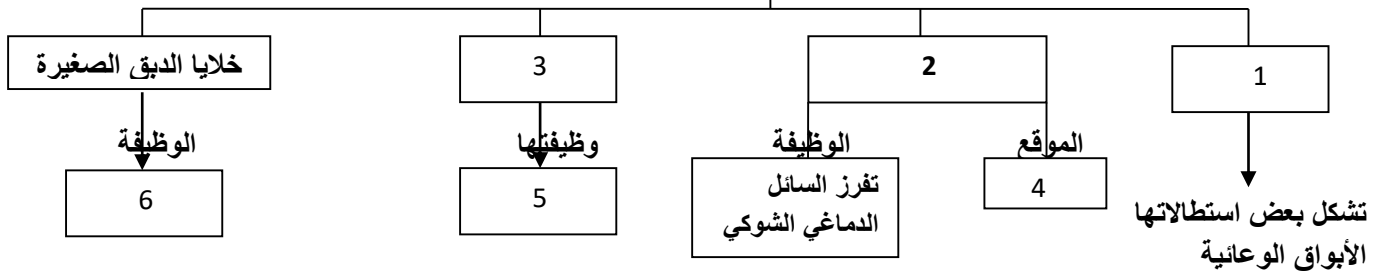 1
2
3
خلايا الدبق الصغيرة
الموقع
الوظيفة
وظيفتها
الوظيفة
تشكل بعض استطالاتها
الأبواق الوعائية
4
تفرز السائل
الدماغي الشوكي
5
6